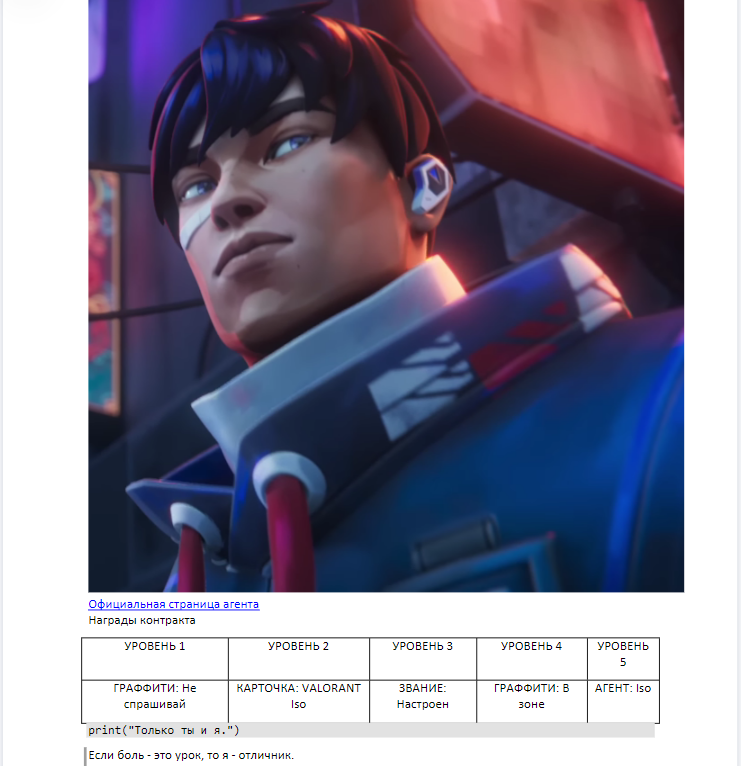 Официальная страница агента
Награды контракта
УРОВЕНЬ 1 УРОВЕНЬ 2 УРОВЕНЬ 3 УРОВЕНЬ 4 УРОВЕНЬ
5
ГРАФФИТИ: Не КАРТОЧКА: VALORANT ЗВАНИЕ: ГРАФФИТИ: В АГЕНТ: Iso
спрашивай Iso Настроен зоне
print("Только ты и я.")
Если боль - это урок, то я - отличник.